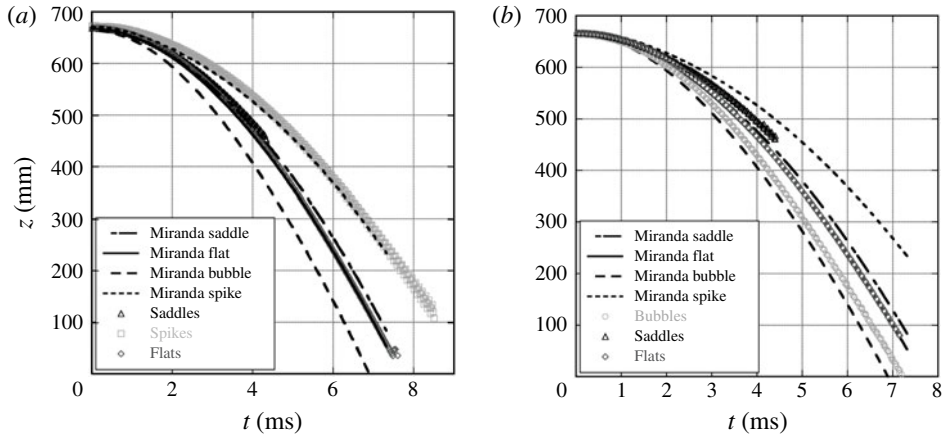 (a)
700
600
500
400
300
200
100
0
2
4
6
8
z (mm)
t (ms)
Miranda saddle
Miranda flat
Miranda bubble
Miranda spike
Saddles
Spikes
Flats
(b)
700
600
500
400
300
200
100
0
1
2
3
4
5
6
7
8
t (ms)
Miranda saddle
Miranda flat
Miranda bubble
Miranda spike
Bubbles
Saddles
Flats